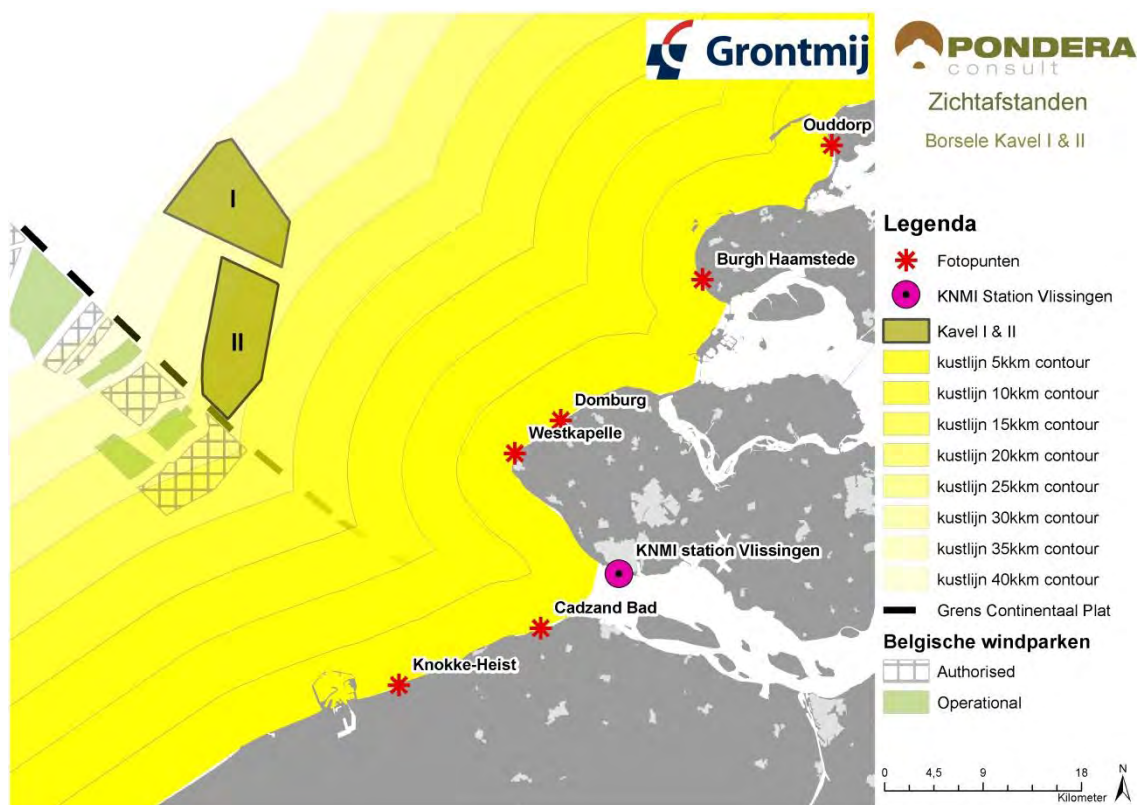 Grontmij
PONDERA
consult
Zichtafstanden
Borsele Kavel I & II
Ouddorp
I
Burgh Haamstede
II
Domburg
Westkapelle
KNMI station Vlissingen
Cadzand Bad
Knokke-Heist
Legenda
Fotopunten
KNMI Station Vlissingen
Kavel I & II
kustlijn 5kkm contour
kustlijn 10kkm contour
kustlijn 15kkm contour
kustlijn 20kkm contour
kustlijn 25kkm contour
kustlijn 30kkm contour
kustlijn 35kkm contour
kustlijn 40kkm contour
Grens Continentaal Plat
Belgische windparken
Authorised
Operational
0 4,5 9 18
Kilometer
N